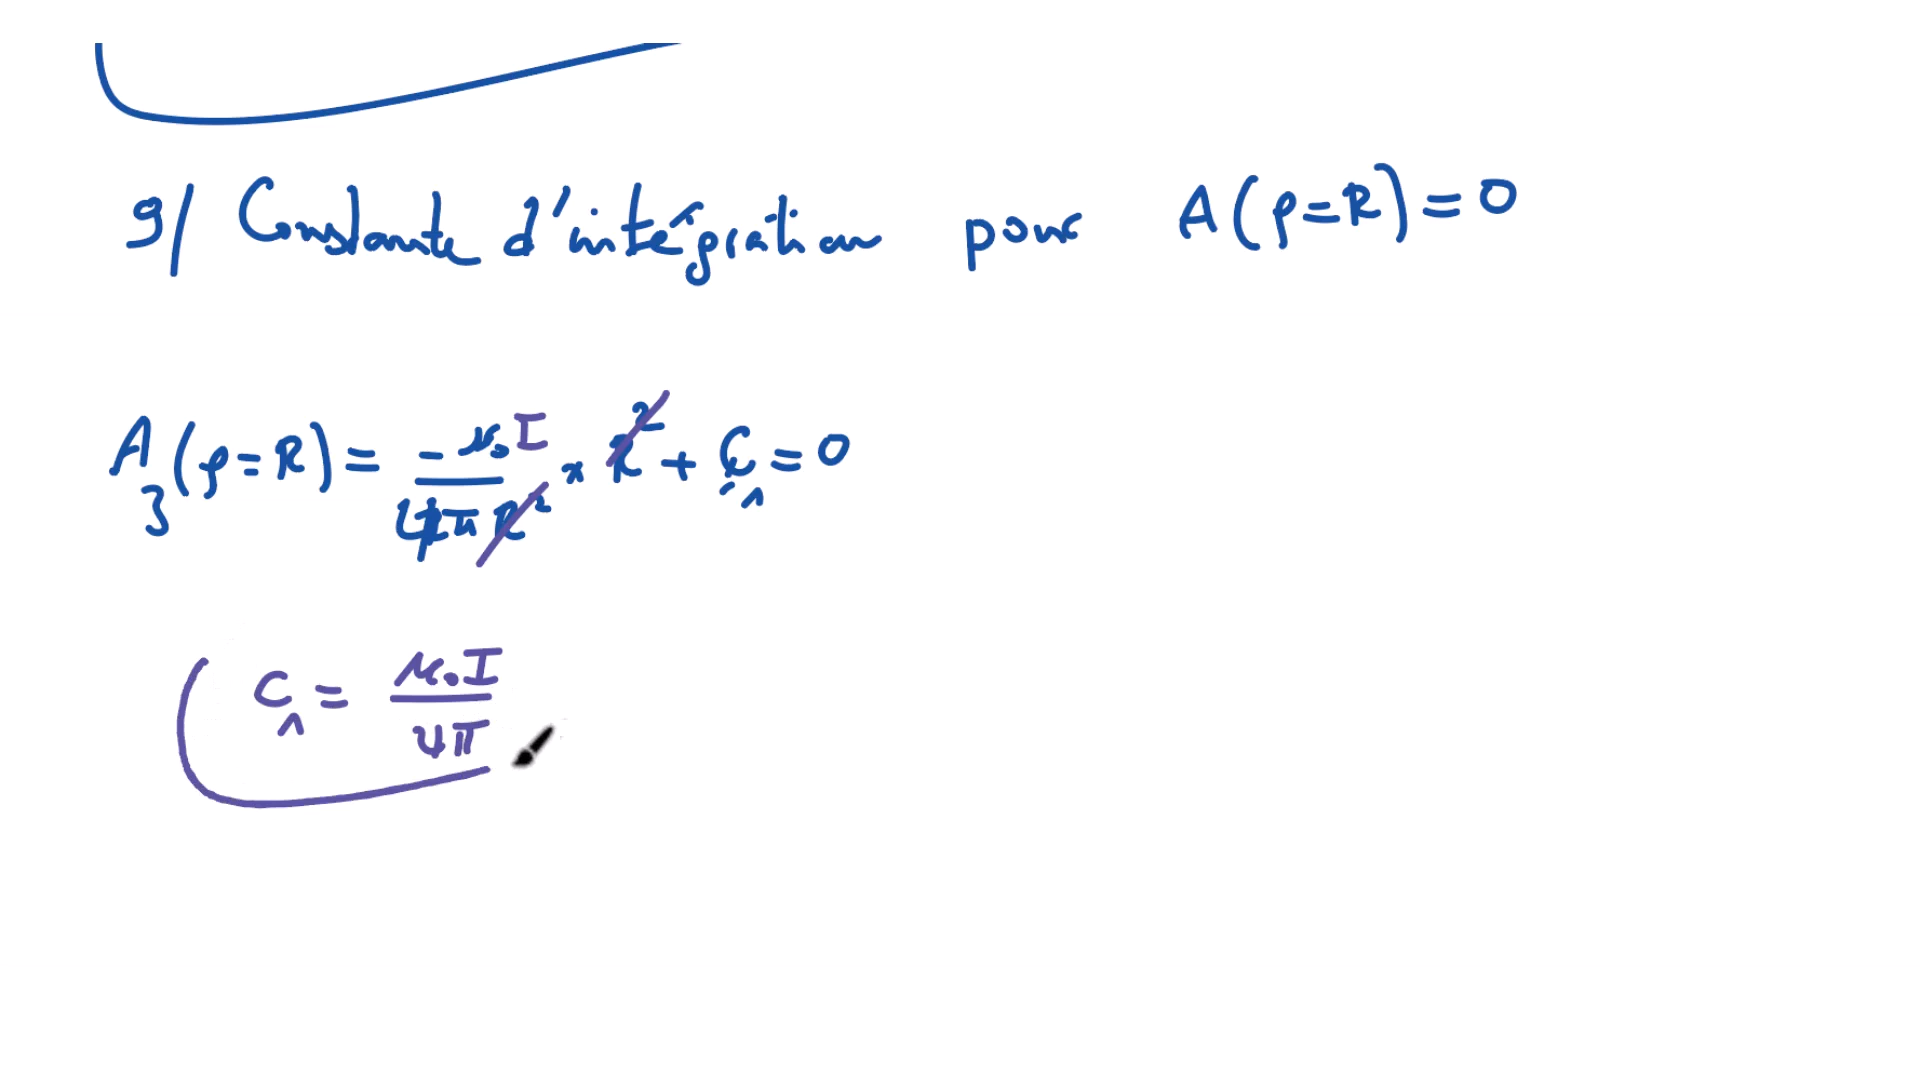 9/ Constante d'intégration pour A(ρ=R)=0
A₃(ρ=R) = -μ₀I / 4πR² × R² + C₁ = 0
C₁ = μ₀I / 4π